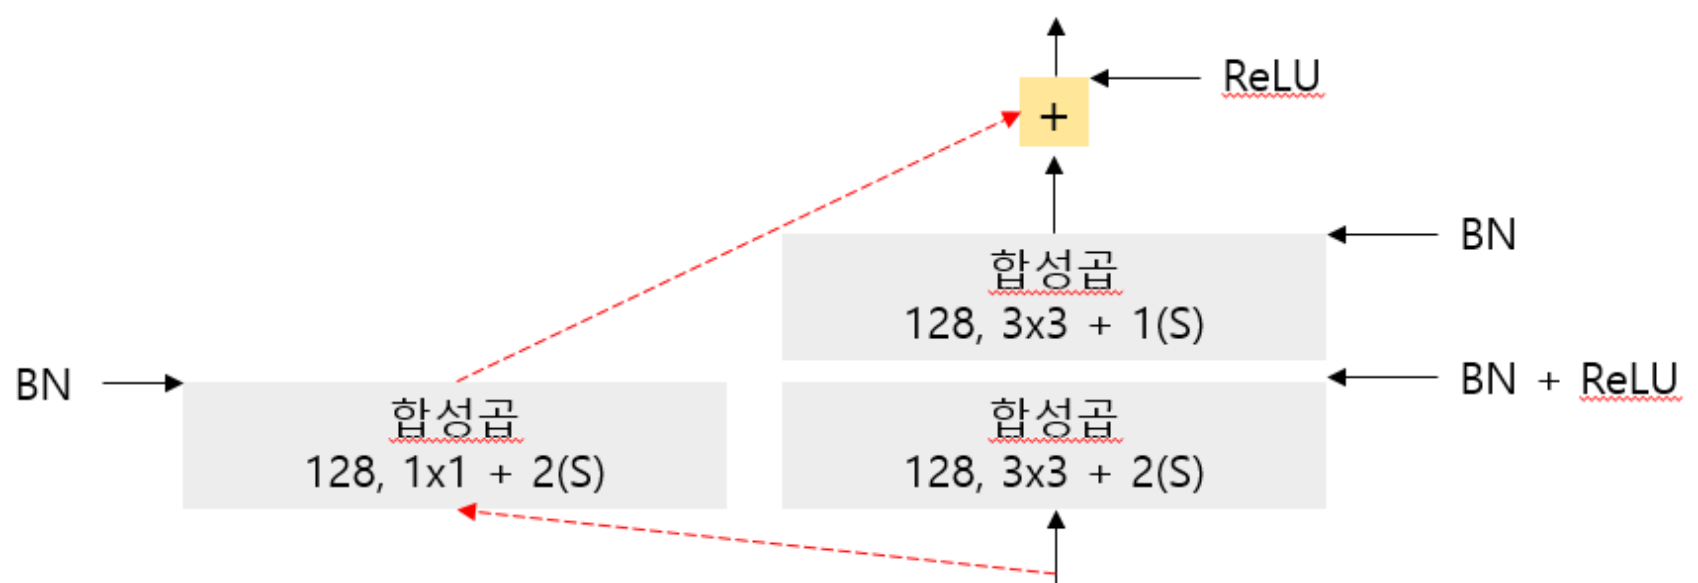 ReLU
+
BN
합성곱
128, 3x3 + 1(S)
BN
BN + ReLU
합성곱
128, 1x1 + 2(S)
합성곱
128, 3x3 + 2(S)